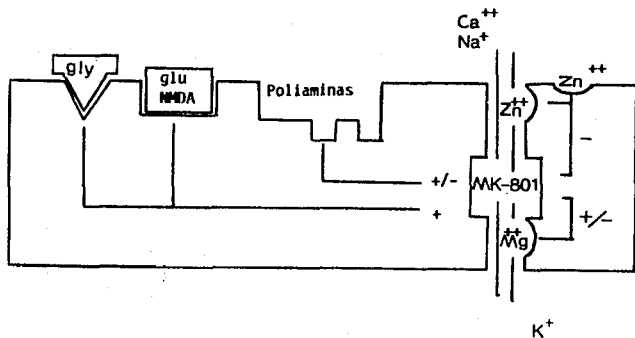 Ca++
Na+
gly
glu
NMDA
Poliaminas
Zn++
Zn++
-
+/-
MK-801
+
+/-
Mg++
K+